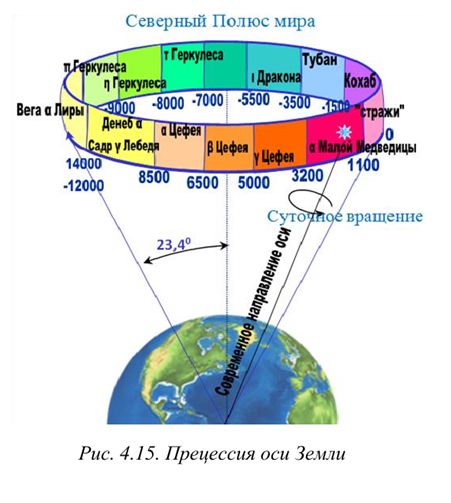 Северный Полюс мира
π Геркулеса
η Геркулеса
τ Геркулеса
ι Дракона
Тубан
Кохаб
-9000
-8000
-7000
-5500
-3500
-1500
"стражи"
Вега α Лиры
Денеб α
Садр γ Лебедя
α Цефея
β Цефея
γ Цефея
α Малой Медведицы
0
14000
-12000
8500
6500
5000
3200
1100
Суточное вращение
23,4⁰
Современное направление оси
Рис. 4.15. Прецессия оси Земли